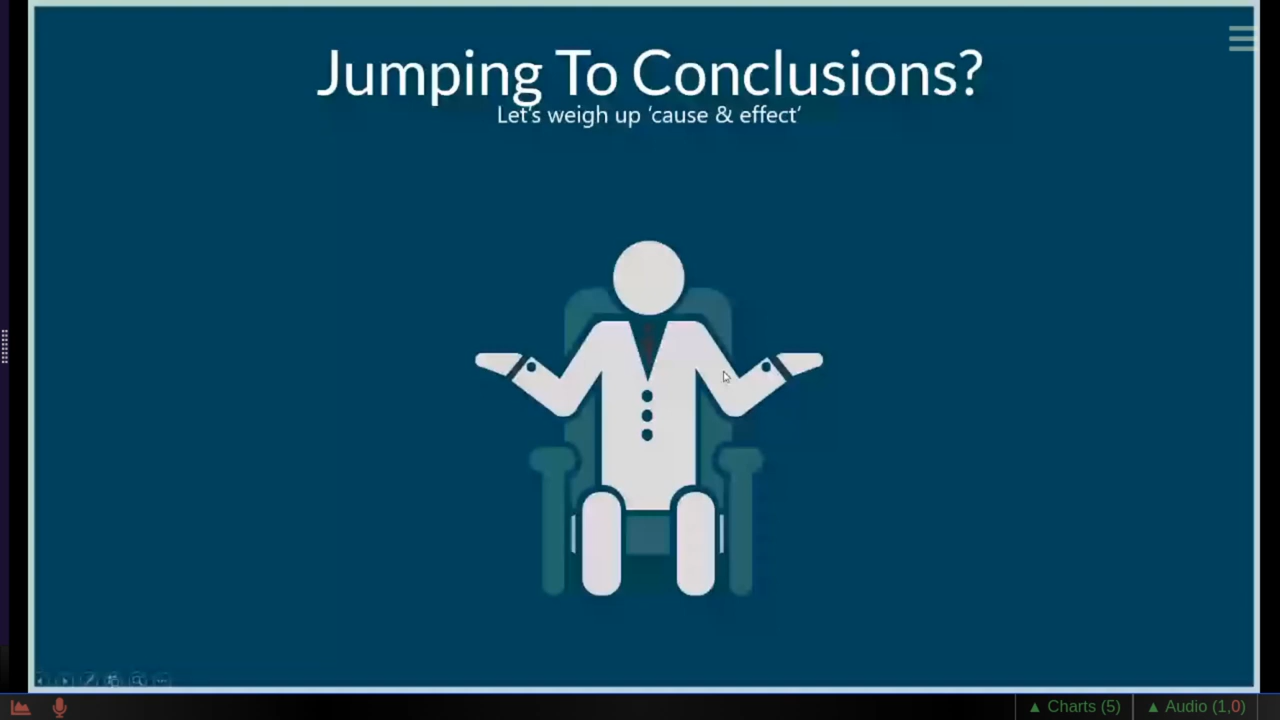 Jumping To Conclusions?
Let's weigh up ‘cause & effect’
▲ Charts (5)
▲ Audio (1,0)